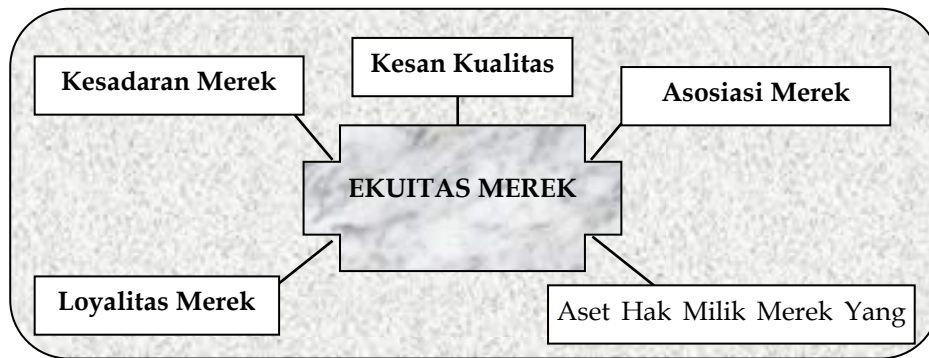 Kesan Kualitas
Kesadaran Merek
Asosiasi Merek
EKUITAS MEREK
Loyalitas Merek
Aset Hak Milik Merek Yang